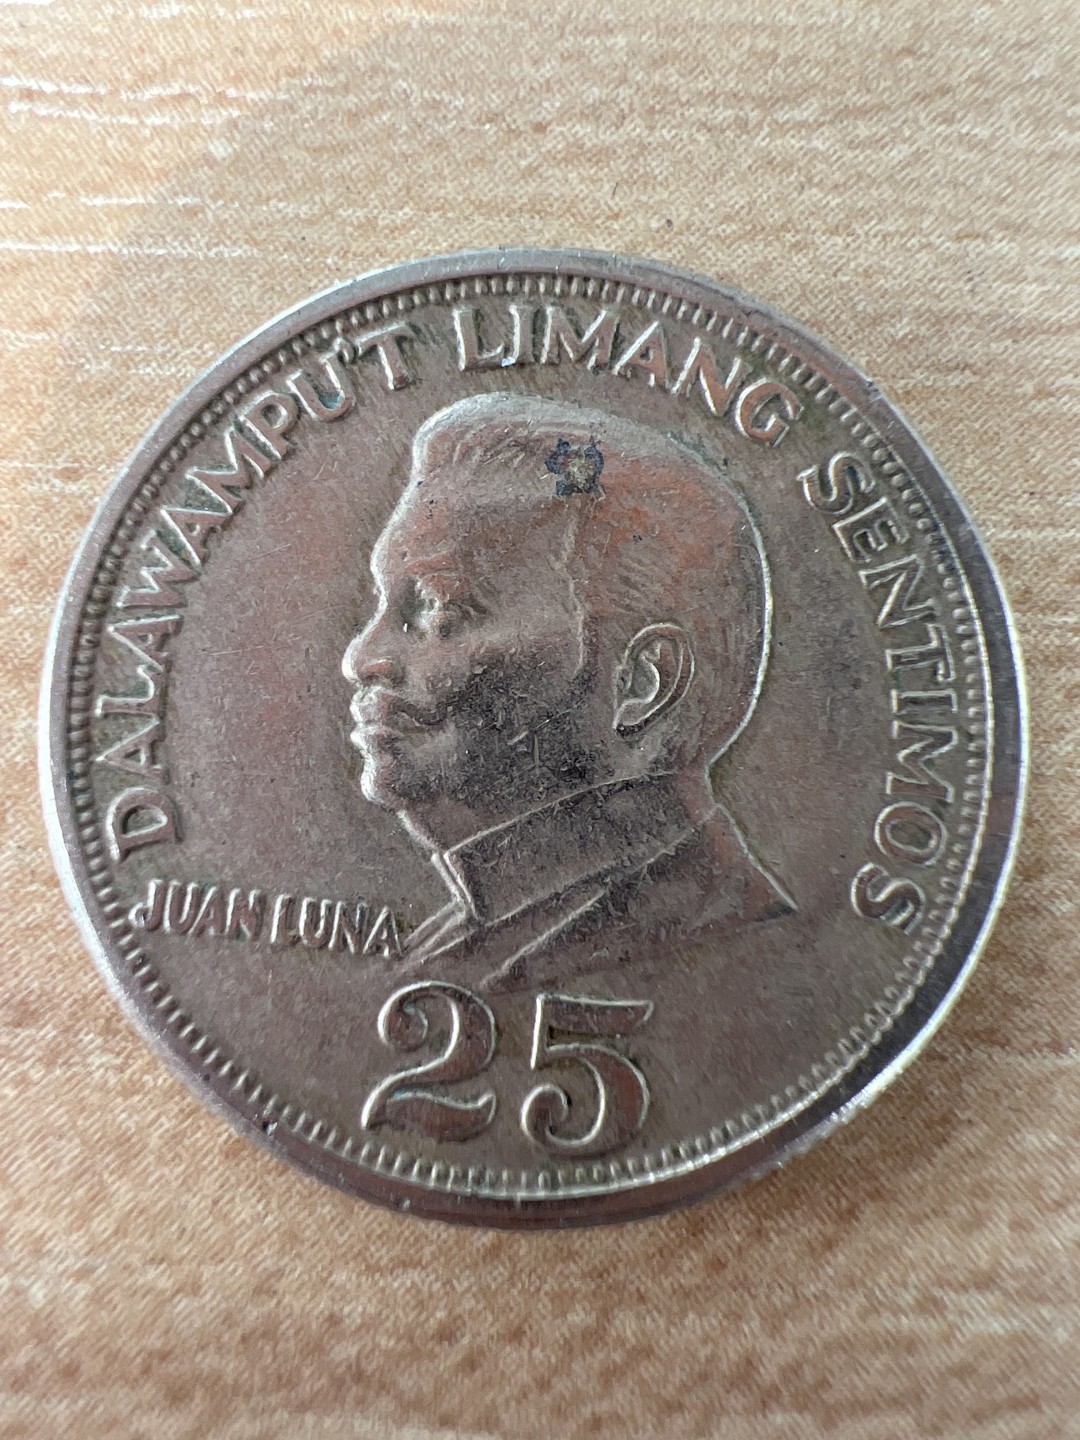 DALAWAMPU'T LIMANG SENTIMOS
JUAN LUNA
25